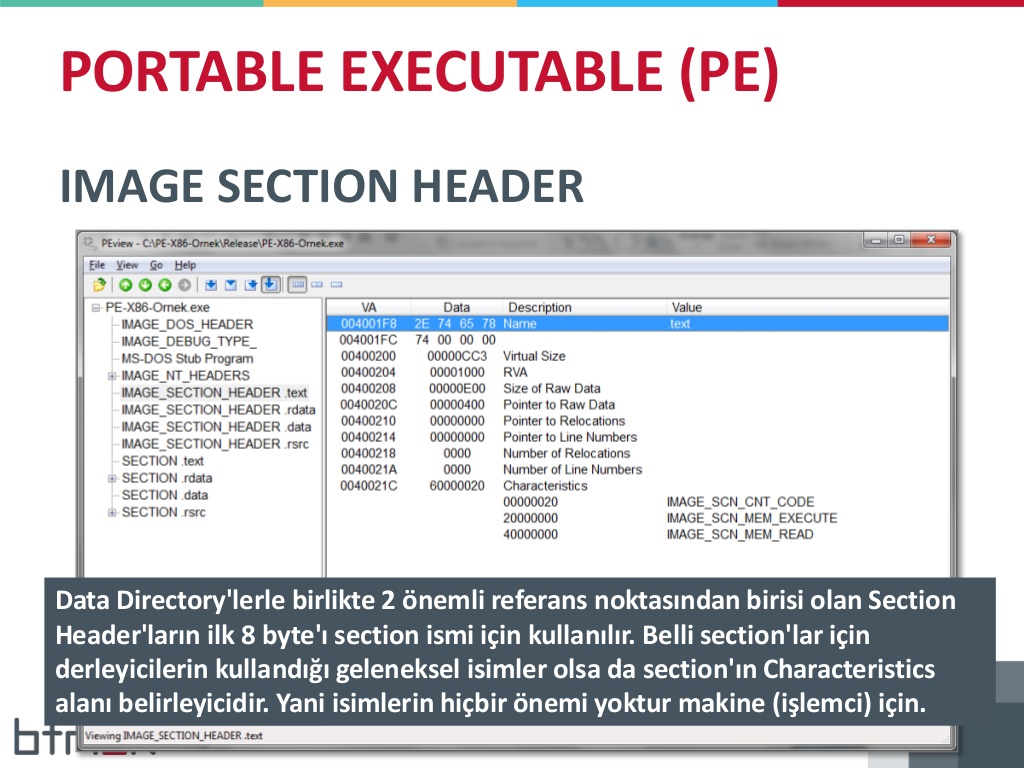 PORTABLE EXECUTABLE (PE)
IMAGE SECTION HEADER
PEview - C:\PE-X86-Ornek\Release\PE-X86-Ornek.exe
File View Go Help
PE-X86-Ornek.exe
IMAGE_DOS_HEADER
IMAGE_DEBUG_TYPE_
MS-DOS Stub Program
IMAGE_NT_HEADERS
IMAGE_SECTION_HEADER .text
IMAGE_SECTION_HEADER .rdata
IMAGE_SECTION_HEADER .data
IMAGE_SECTION_HEADER .rsrc
SECTION .text
SECTION .rdata
SECTION .data
SECTION .rsrc
VA Data Description Value
004001F8 2E 74 65 78 Name .text
004001FC 74 00 00 00
00400200 00000CC3 Virtual Size
00400204 00001000 RVA
00400208 00000E00 Size of Raw Data
0040020C 00000400 Pointer to Raw Data
00400210 00000000 Pointer to Relocations
00400214 00000000 Pointer to Line Numbers
00400218 0000 Number of Relocations
0040021A 0000 Number of Line Numbers
0040021C 60000020 Characteristics
00000020 IMAGE_SCN_CNT_CODE
20000000 IMAGE_SCN_MEM_EXECUTE
40000000 IMAGE_SCN_MEM_READ
Data Directory'lerle birlikte 2 önemli referans noktasından birisi olan Section
Header'ların ilk 8 byte'ı section ismi için kullanılır. Belli section'lar için
derleyicilerin kullandığı geleneksel isimler olsa da section'ın Characteristics
alanı belirleyicidir. Yani isimlerin hiçbir önemi yoktur makine (işlemci) için.
Viewing IMAGE_SECTION_HEADER .text